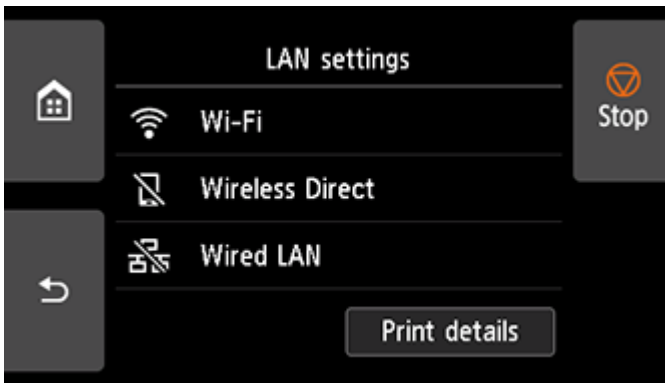 LAN settings
Wi-Fi
Stop
Wireless Direct
Wired LAN
Print details